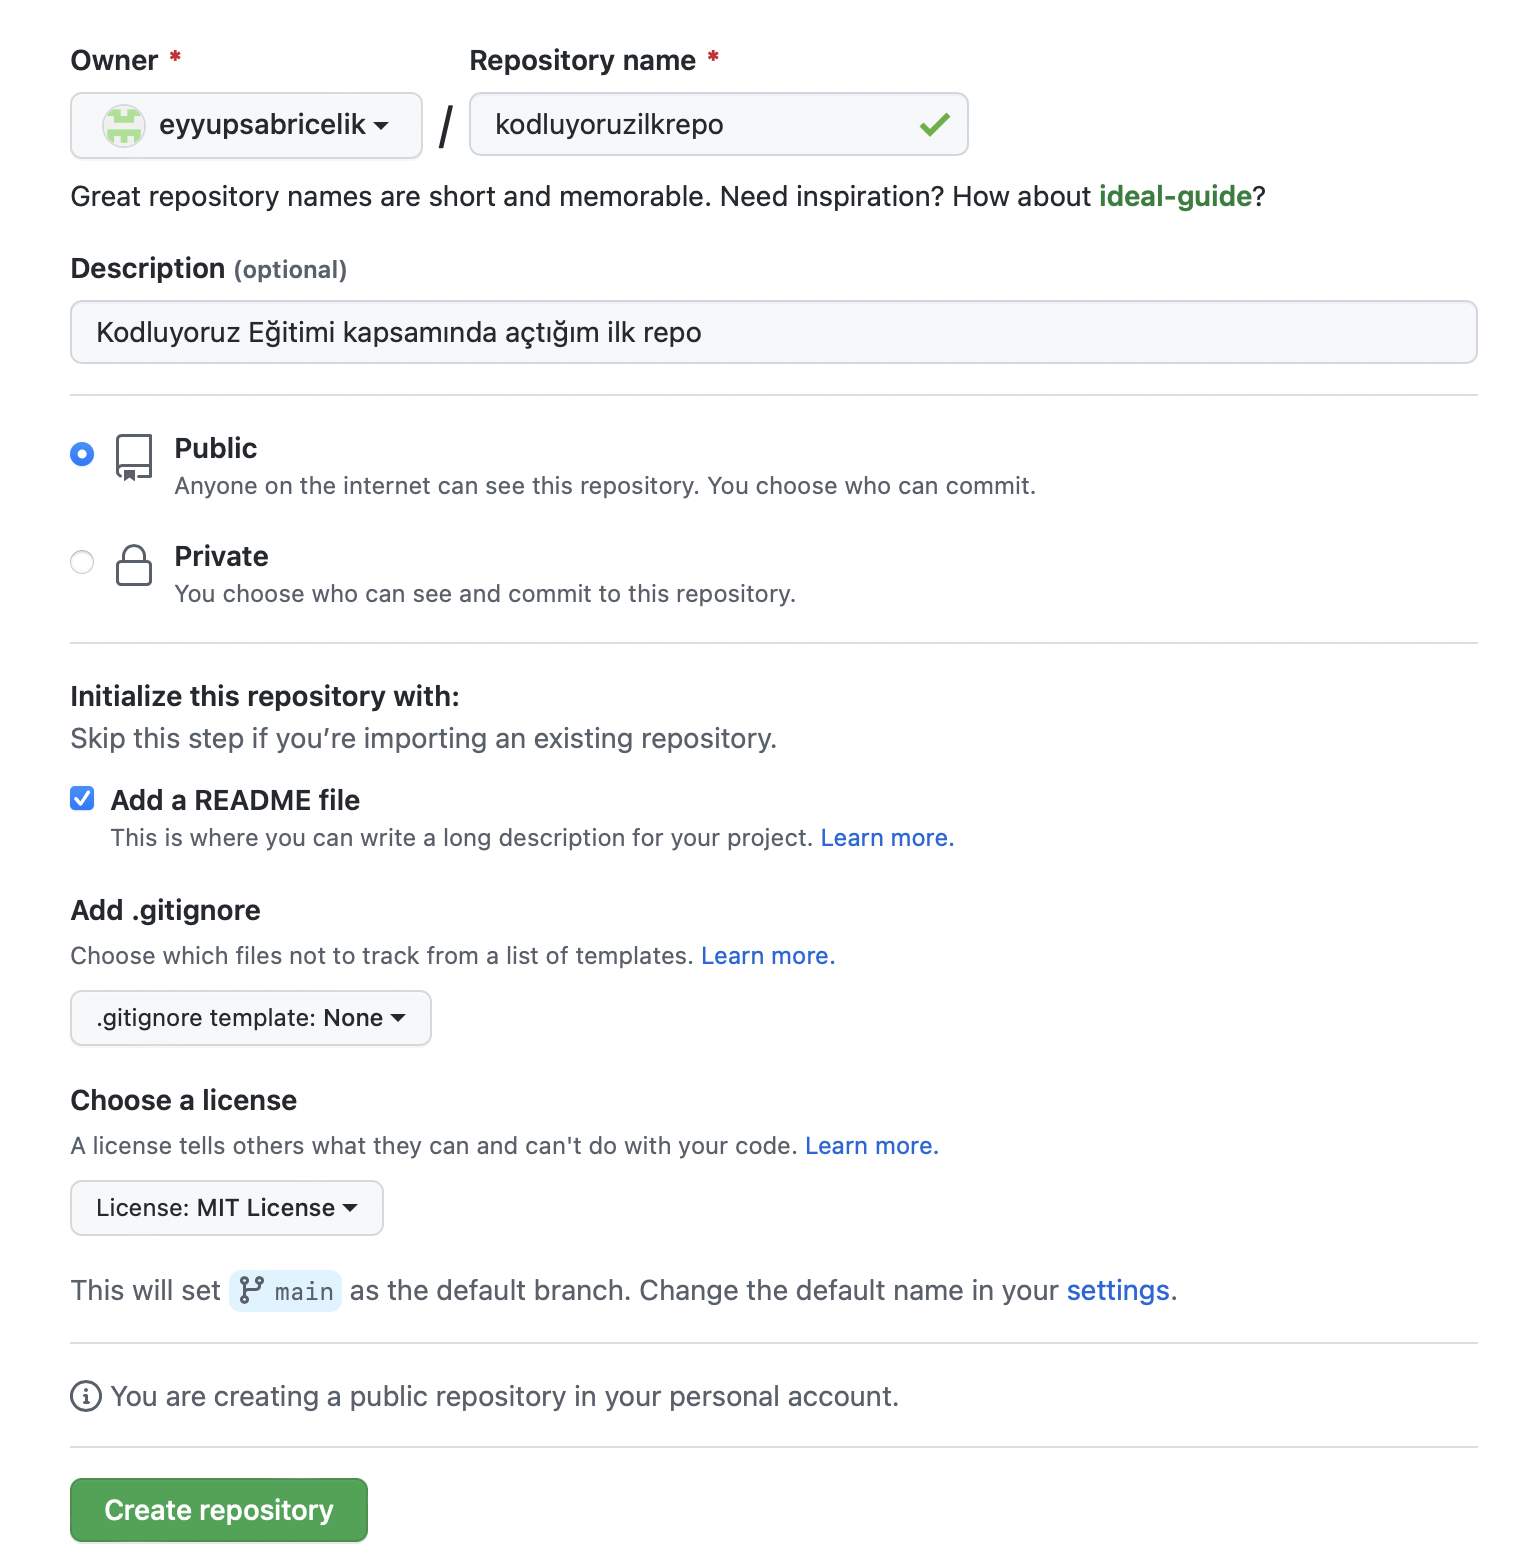 Owner * Repository name *
eyyupsabricelik / kodluyoruzilkrepo
Great repository names are short and memorable. Need inspiration? How about ideal-guide?
Description (optional)
Kodluyoruz Eğitimi kapsamında açtığım ilk repo
Public
Anyone on the internet can see this repository. You choose who can commit.
Private
You choose who can see and commit to this repository.
Initialize this repository with:
Skip this step if you’re importing an existing repository.
Add a README file
This is where you can write a long description for your project. Learn more.
Add .gitignore
Choose which files not to track from a list of templates. Learn more.
.gitignore template: None
Choose a license
A license tells others what they can and can't do with your code. Learn more.
License: MIT License
This will set main as the default branch. Change the default name in your settings.
You are creating a public repository in your personal account.
Create repository